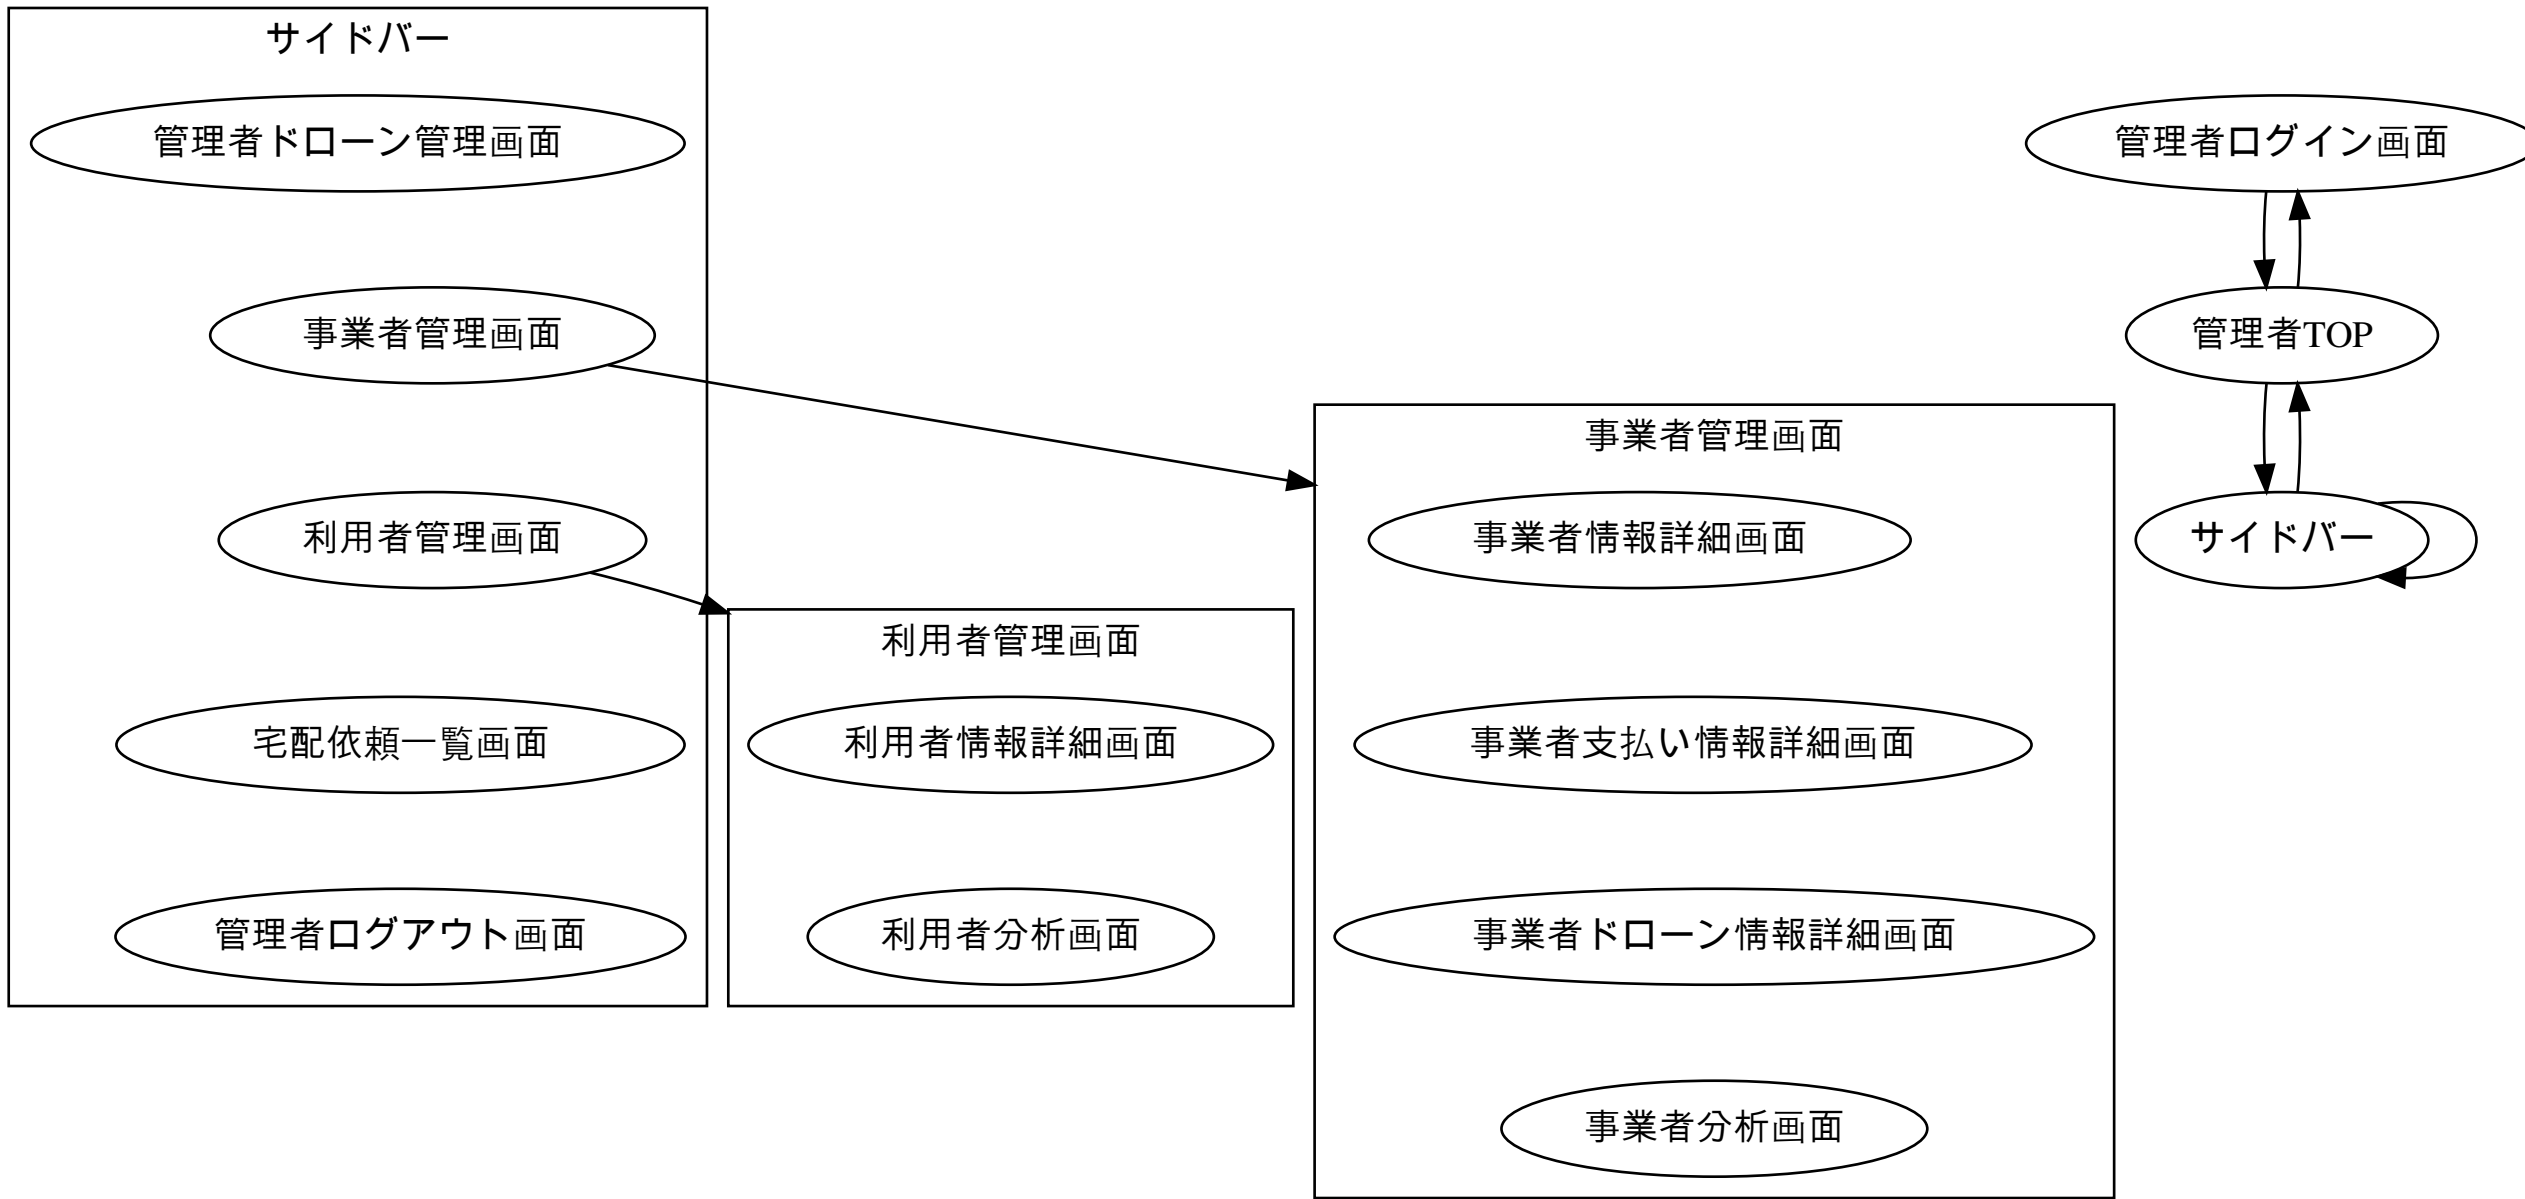 サイドバー
管理者ドローン管理画面
事業者管理画面
利用者管理画面
宅配依頼一覧画面
管理者ログアウト画面
利用者管理画面
利用者情報詳細画面
利用者分析画面
事業者管理画面
事業者情報詳細画面
事業者支払い情報詳細画面
事業者ドローン情報詳細画面
事業者分析画面
管理者ログイン画面
管理者TOP
サイドバー